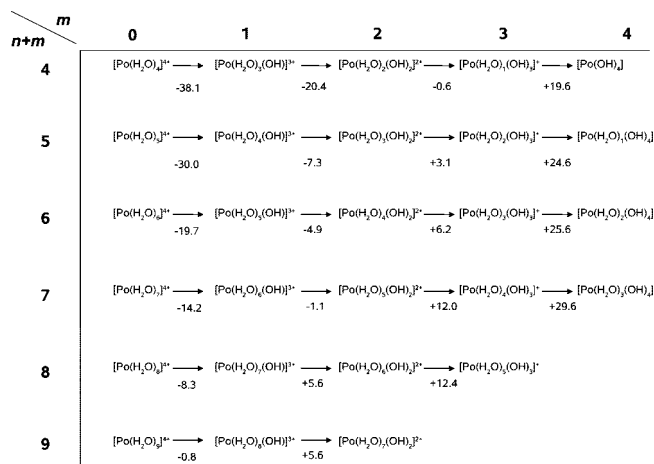 m
n+m
0 1 2 3 4
4 [Po(H₂O)₄]⁴⁺ → [Po(H₂O)₃(OH)]³⁺ → [Po(H₂O)₂(OH)₂]²⁺ → [Po(H₂O)₁(OH)₃]⁺ → [Po(OH)₄]
-38.1 -20.4 -0.6 +19.6
5 [Po(H₂O)₅]⁴⁺ → [Po(H₂O)₄(OH)]³⁺ → [Po(H₂O)₃(OH)₂]²⁺ → [Po(H₂O)₂(OH)₃]⁺ → [Po(H₂O)₁(OH)₄]
-30.0 -7.3 +3.1 +24.6
6 [Po(H₂O)₆]⁴⁺ → [Po(H₂O)₅(OH)]³⁺ → [Po(H₂O)₄(OH)₂]²⁺ → [Po(H₂O)₃(OH)₃]⁺ → [Po(H₂O)₂(OH)₄]
-19.7 -4.9 +6.2 +25.6
7 [Po(H₂O)₇]⁴⁺ → [Po(H₂O)₆(OH)]³⁺ → [Po(H₂O)₅(OH)₂]²⁺ → [Po(H₂O)₄(OH)₃]⁺ → [Po(H₂O)₃(OH)₄]
-14.2 -1.1 +12.0 +29.6
8 [Po(H₂O)₈]⁴⁺ → [Po(H₂O)₇(OH)]³⁺ → [Po(H₂O)₆(OH)₂]²⁺ → [Po(H₂O)₅(OH)₃]⁺
-8.3 +5.6 +12.4
9 [Po(H₂O)₉]⁴⁺ → [Po(H₂O)₈(OH)]³⁺ → [Po(H₂O)₇(OH)₂]²⁺
-0.8 +5.6